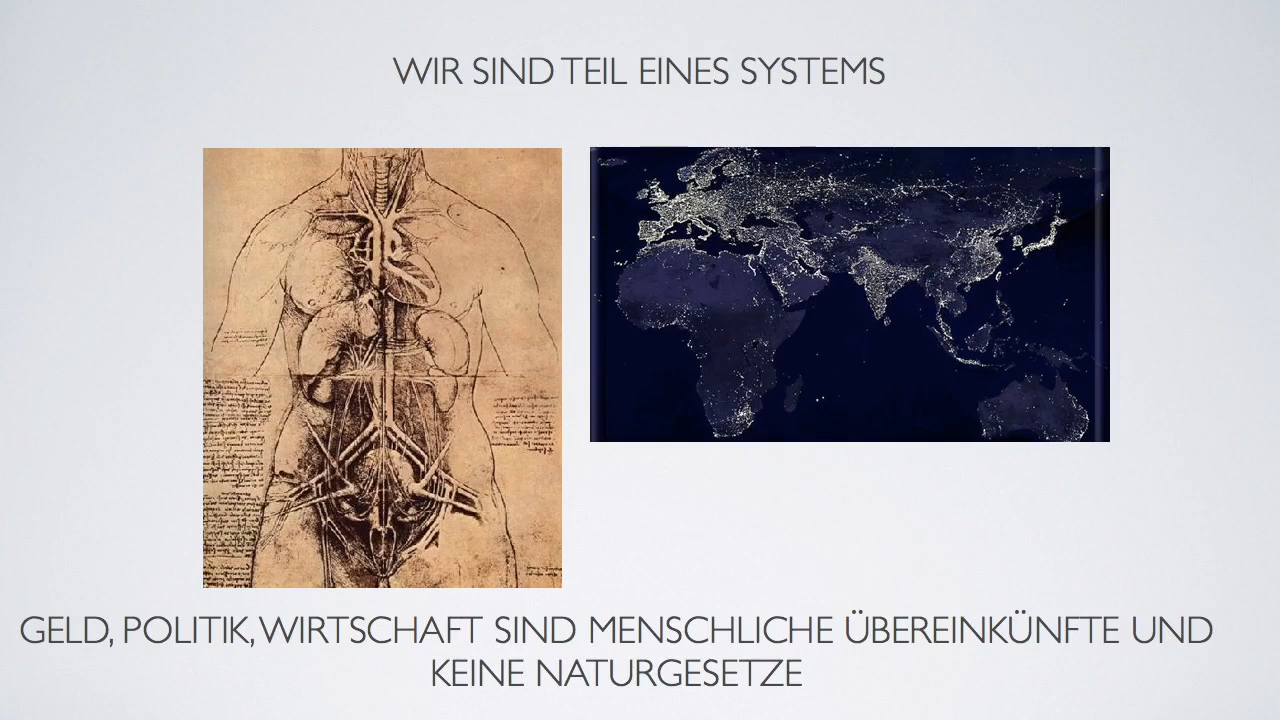 WIR SIND TEIL EINES SYSTEMS
GELD, POLITIK, WIRTSCHAFT SIND MENSCHLICHE ÜBEREINKÜNFTE UND
KEINE NATURGESETZE